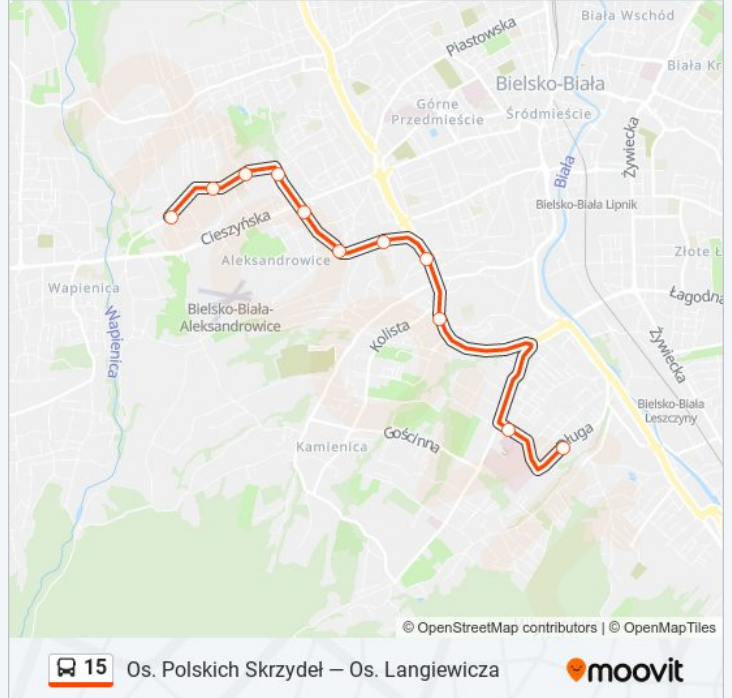 Biała Wschód
Piastowska
Biała Kr
Bielsko-Biała
Górne
Przedmieście
Śródmieście
Żywiecka
Biała
Bielsko-Biała Lipnik
Cieszyńska
Aleksandrowice
Złote Ł
Wapienica
Łagodna
Wapienica
Bielsko-Biała-
Aleksandrowice
Kolista
Żywiecka
Bielsko-Biała
Leszczyny
Gościnna
ługa
Kamienica
© OpenStreetMap contributors | © OpenMapTiles
15 Os. Polskich Skrzydeł — Os. Langiewicza
moovit